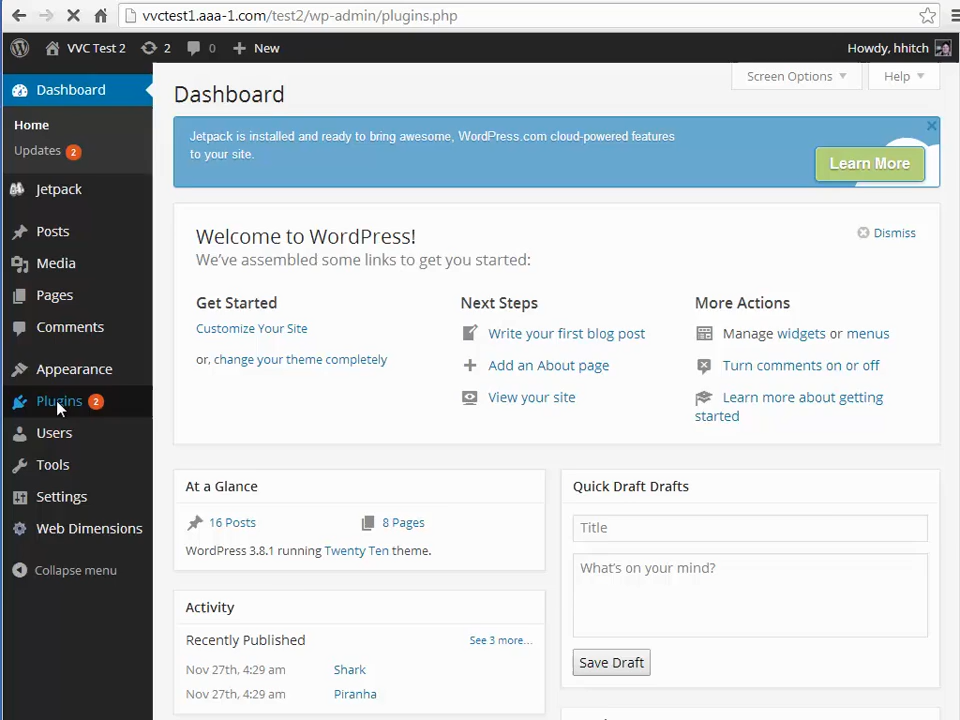 vvctest1.aaa-1.com/test2/wp-admin/plugins.php
VVC Test 2 2 0 New Howdy, hhitch
Screen Options Help
Dashboard
Home
Updates 2
Jetpack
Posts
Media
Pages
Comments
Appearance
Plugins 2
Users
Tools
Settings
Web Dimensions
Collapse menu
Dashboard
Jetpack is installed and ready to bring awesome, WordPress.com cloud-powered features
to your site.
Learn More
Welcome to WordPress!
Dismiss
We've assembled some links to get you started:
Get Started
Customize Your Site
or, change your theme completely
Next Steps
Write your first blog post
Add an About page
View your site
More Actions
Manage widgets or menus
Turn comments on or off
Learn more about getting
started
At a Glance
16 Posts 8 Pages
WordPress 3.8.1 running Twenty Ten theme.
Activity
Recently Published See 3 more...
Nov 27th, 4:29 am Shark
Nov 27th, 4:29 am Piranha
Quick Draft Drafts
Title
What's on your mind?
Save Draft